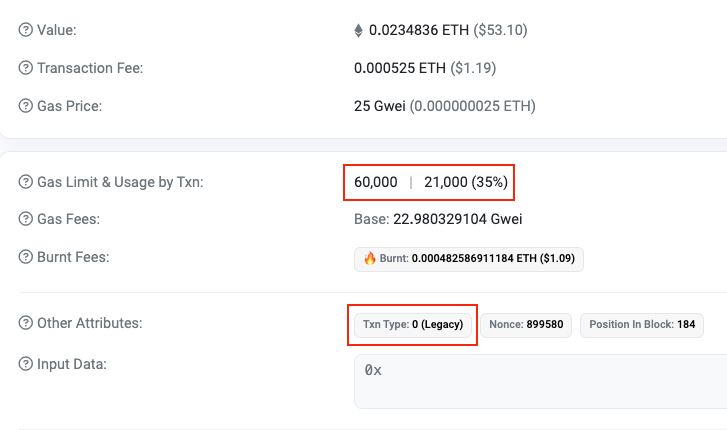 Value: 0.0234836 ETH ($53.10)
Transaction Fee: 0.000525 ETH ($1.19)
Gas Price: 25 Gwei (0.000000025 ETH)
Gas Limit & Usage by Txn: 60,000 | 21,000 (35%)
Gas Fees: Base: 22.980329104 Gwei
Burnt Fees: 🔥 Burnt: 0.000482586911184 ETH ($1.09)
Other Attributes: Txn Type: 0 (Legacy) Nonce: 899580 Position In Block: 184
Input Data: 0x